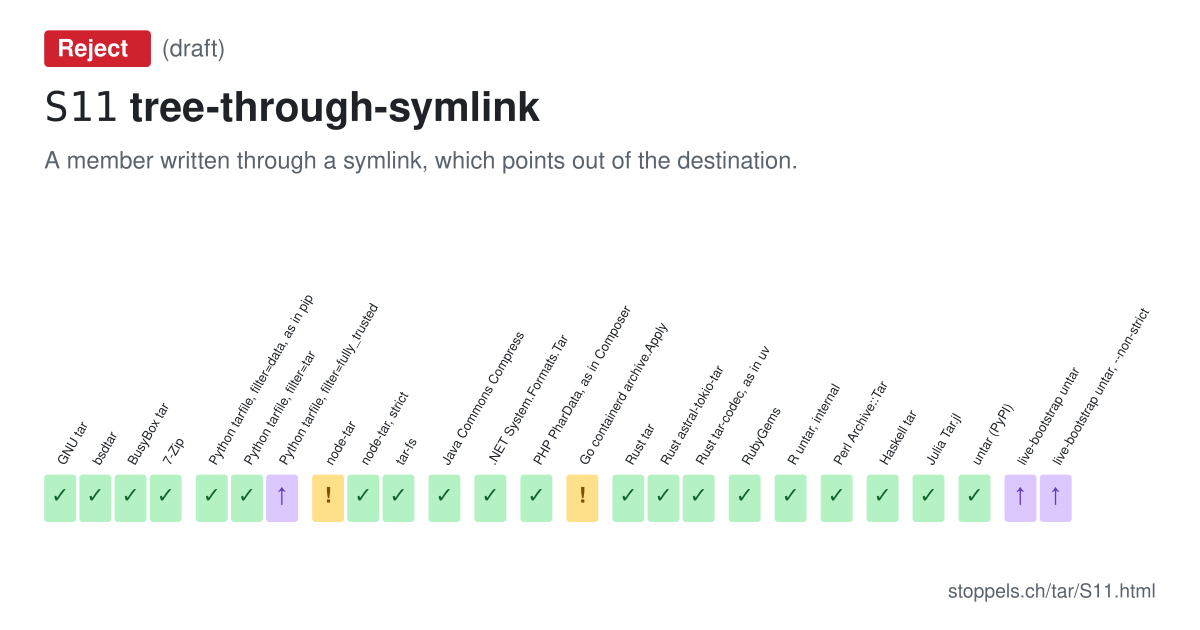 Reject (draft)
S11 tree-through-symlink
A member written through a symlink, which points out of the destination.
GNU tar
bsdtar
BusyBox tar
7-Zip
Python tarfile, filter=data, as in pip
Python tarfile, filter=tar
Python tarfile, filter=fully_trusted
node-tar
node-tar, strict
tar-fs
Java Commons Compress
.NET System.Formats.Tar
PHP PharData, as in Composer
Go containerd archive.Apply
Rust tar
Rust astral-tokio-tar
Rust tar-codec, as in uv
RubyGems
R untar, internal
Perl Archive::Tar
Haskell tar
Julia Tar.jl
untar (PyPI)
live-bootstrap untar
live-bootstrap untar, --non-strict
✓ ✓ ✓ ✓ ✓ ✓ ↑ ! ✓ ✓ ✓ ✓ ✓ ! ✓ ✓ ✓ ✓ ✓ ✓ ✓ ✓ ✓ ↑ ↑
stoppels.ch/tar/S11.html